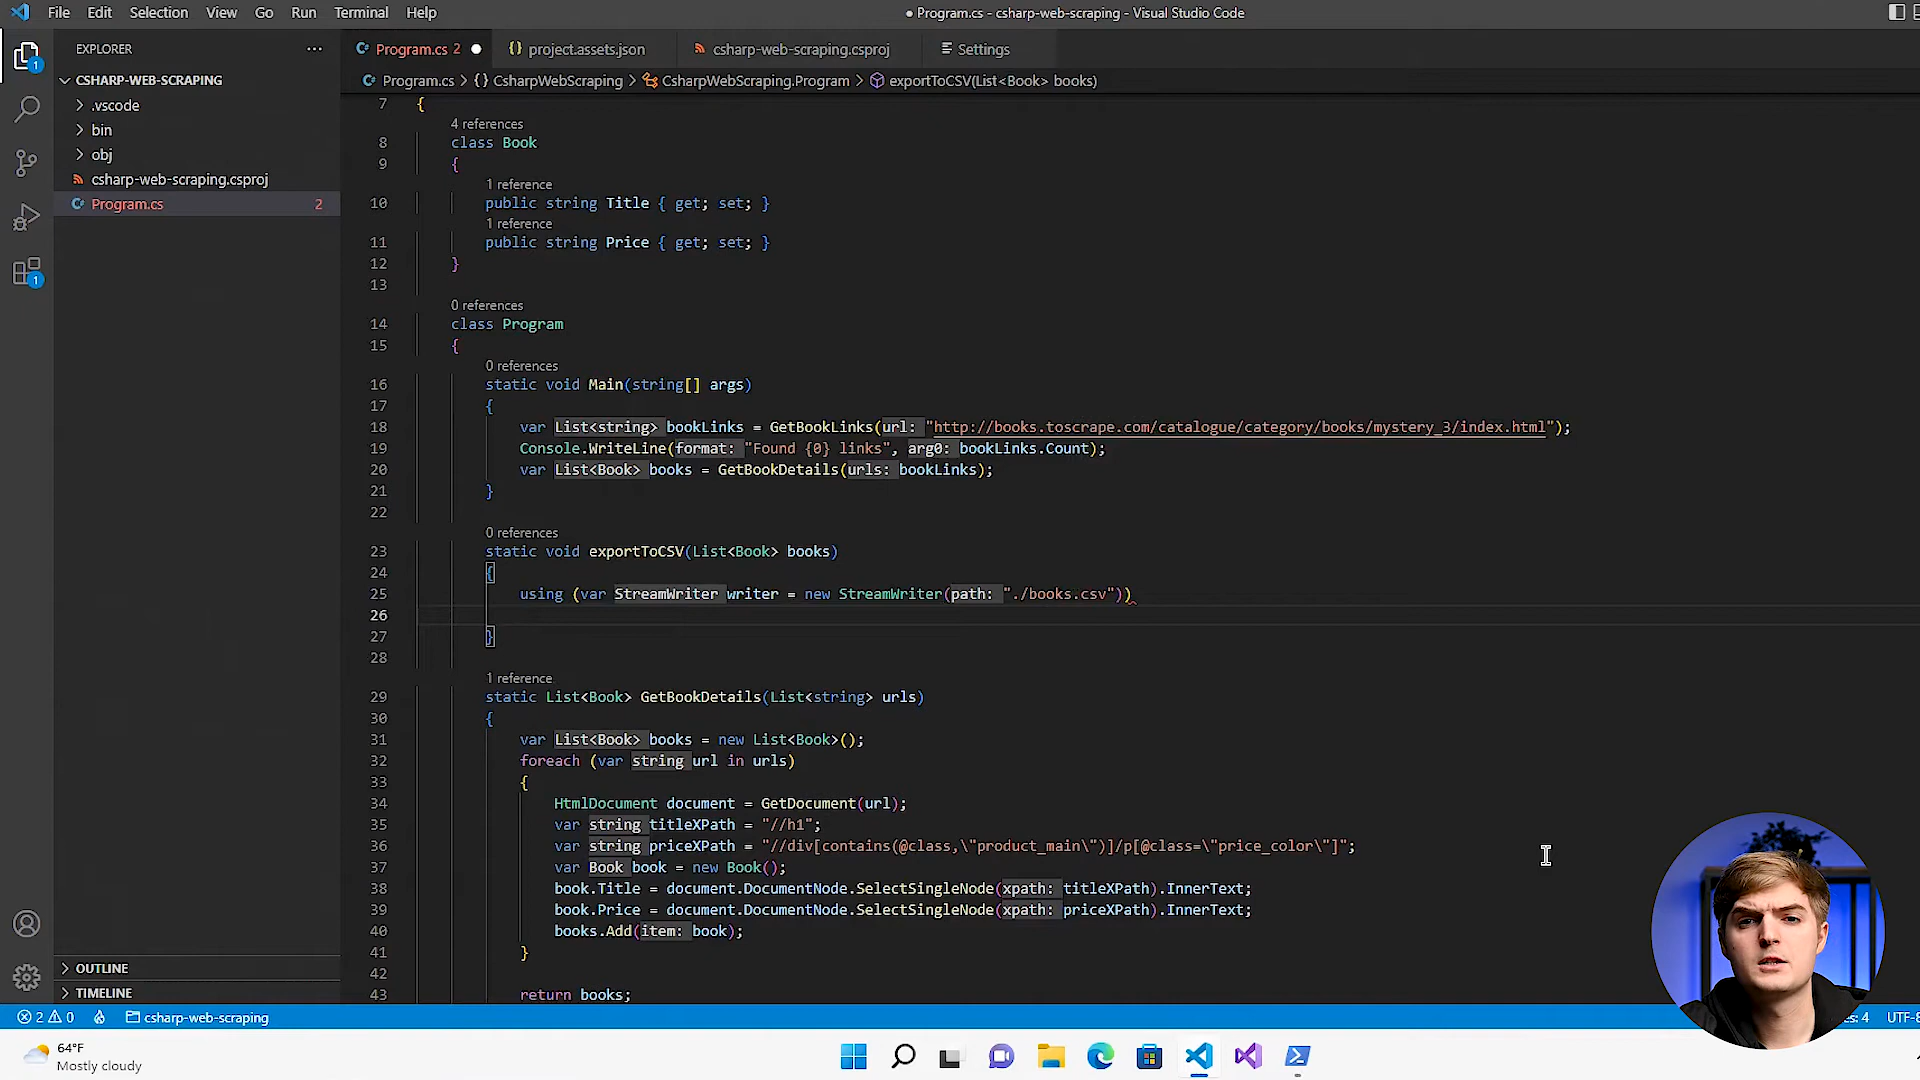 File Edit Selection View Go Run Terminal Help
● Program.cs - csharp-web-scraping - Visual Studio Code
EXPLORER ···
Program.cs 2 ●
{} project.assets.json
csharp-web-scraping.csproj
Settings
CSHARP-WEB-SCRAPING
Program.cs > {} CsharpWebScraping > CsharpWebScraping.Program > exportToCSV(List<Book> books)
.vscode
bin
obj
csharp-web-scraping.csproj
Program.cs 2
1
1
7 {
4 references
8 class Book
9 {
1 reference
10 public string Title { get; set; }
1 reference
11 public string Price { get; set; }
12 }
13
0 references
14 class Program
15 {
0 references
16 static void Main(string[] args)
17 {
18 var List<string> bookLinks = GetBookLinks(url: "http://books.toscrape.com/catalogue/category/books/mystery_3/index.html");
19 Console.WriteLine(format: "Found {0} links", arg0: bookLinks.Count);
20 var List<Book> books = GetBookDetails(urls: bookLinks);
21 }
22
0 references
23 static void exportToCSV(List<Book> books)
24 {
25 using (var StreamWriter writer = new StreamWriter(path: "./books.csv"))
26
27 }
28
1 reference
29 static List<Book> GetBookDetails(List<string> urls)
30 {
31 var List<Book> books = new List<Book>();
32 foreach (var string url in urls)
33 {
34 HtmlDocument document = GetDocument(url);
35 var string titleXPath = "//h1";
36 var string priceXPath = "//div[contains(@class,\"product_main\")]/p[@class=\"price_color\"]";
37 var Book book = new Book();
38 book.Title = document.DocumentNode.SelectSingleNode(xpath: titleXPath).InnerText;
39 book.Price = document.DocumentNode.SelectSingleNode(xpath: priceXPath).InnerText;
40 books.Add(item: book);
41 }
42
43 return books;
OUTLINE
TIMELINE
2 0 csharp-web-scraping
es: 4 UTF-8
64°F
Mostly cloudy